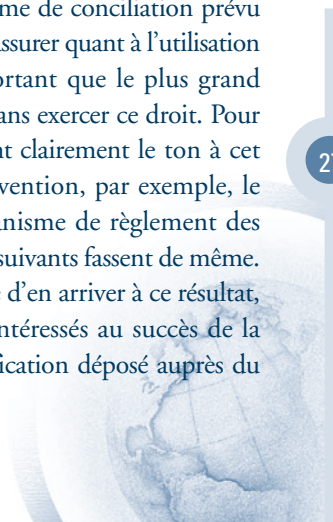 me de conciliation prévu
assurer quant à l'utilisation
ortant que le plus grand
ans exercer ce droit. Pour
nt clairement le ton à cet
vention, par exemple, le
anisme de règlement des
suivants fassent de même.
e d'en arriver à ce résultat,
ntéressés au succès de la
fication déposé auprès du